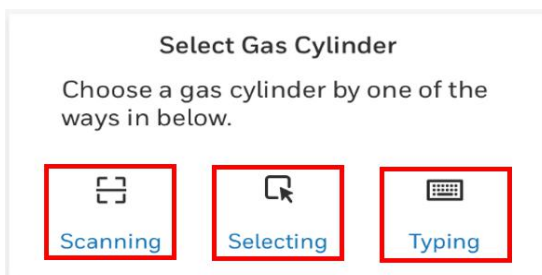 Select Gas Cylinder
Choose a gas cylinder by one of the
ways in below.
Scanning
Selecting
Typing